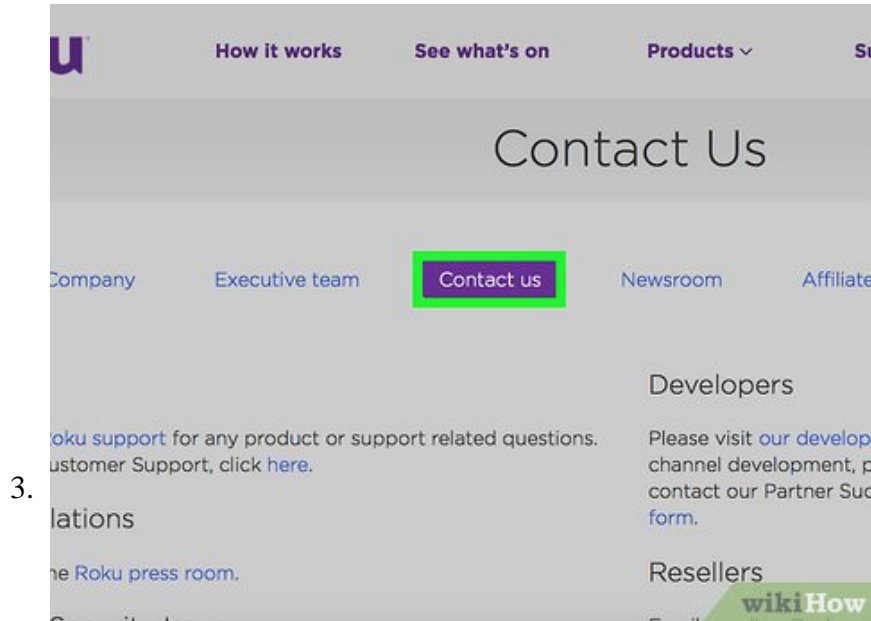 u How it works See what's on Products
Contact Us
Company Executive team Contact us Newsroom Affiliate
Developers
oku support for any product or support related questions.
ustomer Support, click here.
Please visit our develop
channel development, p
contact our Partner Suc
form.
3.
lations
he Roku press room.
Resellers
wikiHow